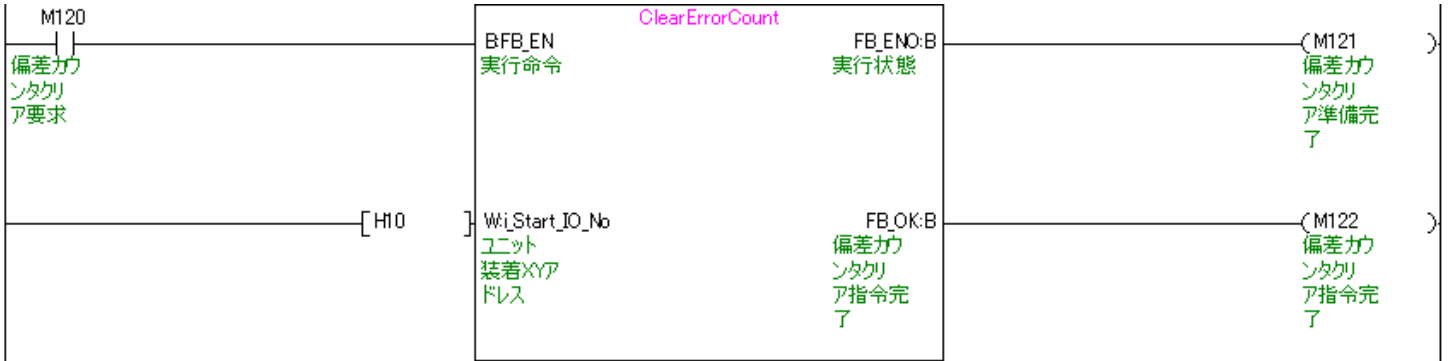 M120
ClearErrorCount
B:FB_EN
FB_ENO:B
M121
偏差カウ
ンタクリ
ア要求
実行命令
実行状態
偏差カウ
ンタクリ
ア準備完
了
H10
W:i_Start_IO_No
FB_OK:B
M122
ユニット
装着XYア
ドレス
偏差カウ
ンタクリ
ア指令完
了
偏差カウ
ンタクリ
ア指令完
了